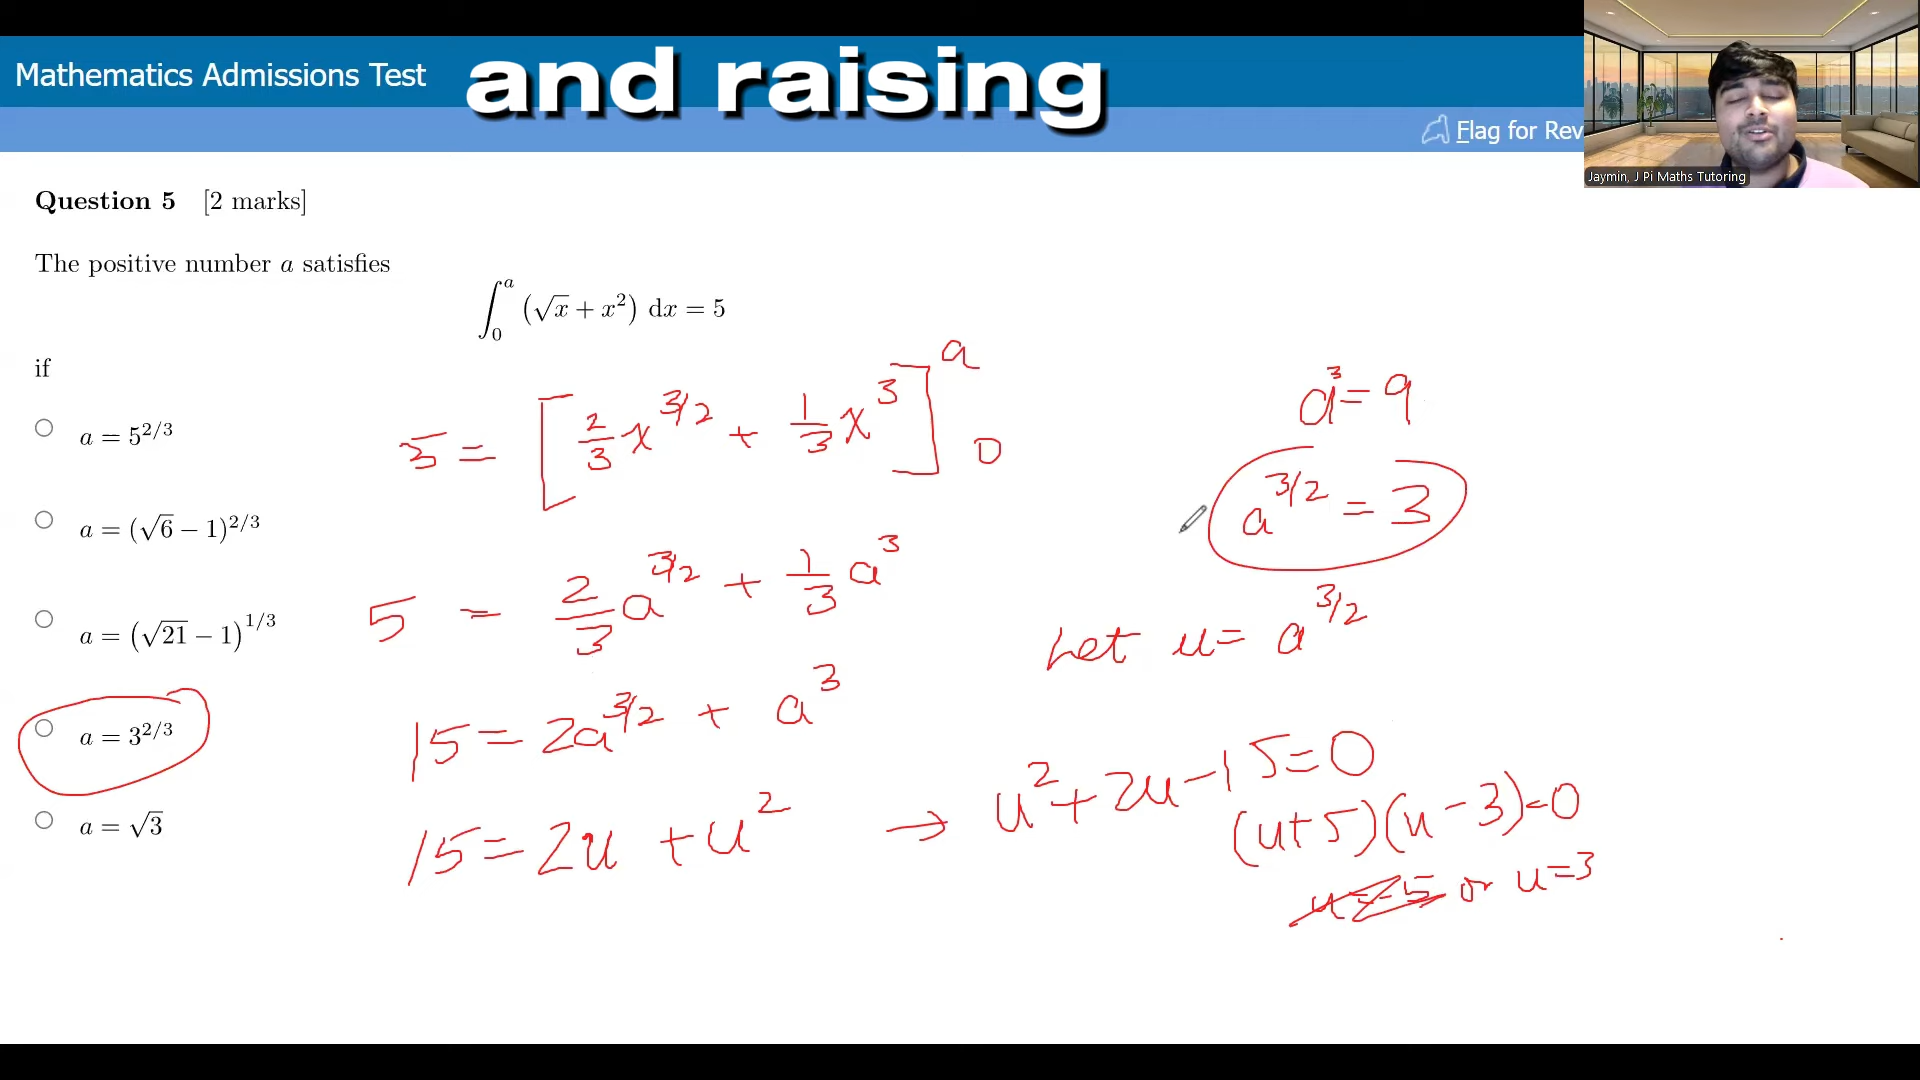 Mathematics Admissions Test
and raising
Flag for Rev
Jaymin, J Pi Maths Tutoring
Question 5 [2 marks]
The positive number a satisfies
∫₀ᵃ (√x + x²) dx = 5
if
a = 5^{2/3}
a = (√6 − 1)^{2/3}
a = (√21 − 1)^{1/3}
a = 3^{2/3}
a = √3
5 = [2/3 x^{3/2} + 1/3 x³]₀ᵃ
5 = 2/3 a^{3/2} + 1/3 a³
15 = 2a^{3/2} + a³
15 = 2u + u²
→ u² + 2u − 15 = 0
(u+5)(u−3)=0
u=−5 or u=3
a³ = 9
a^{3/2} = 3
Let u = a^{3/2}